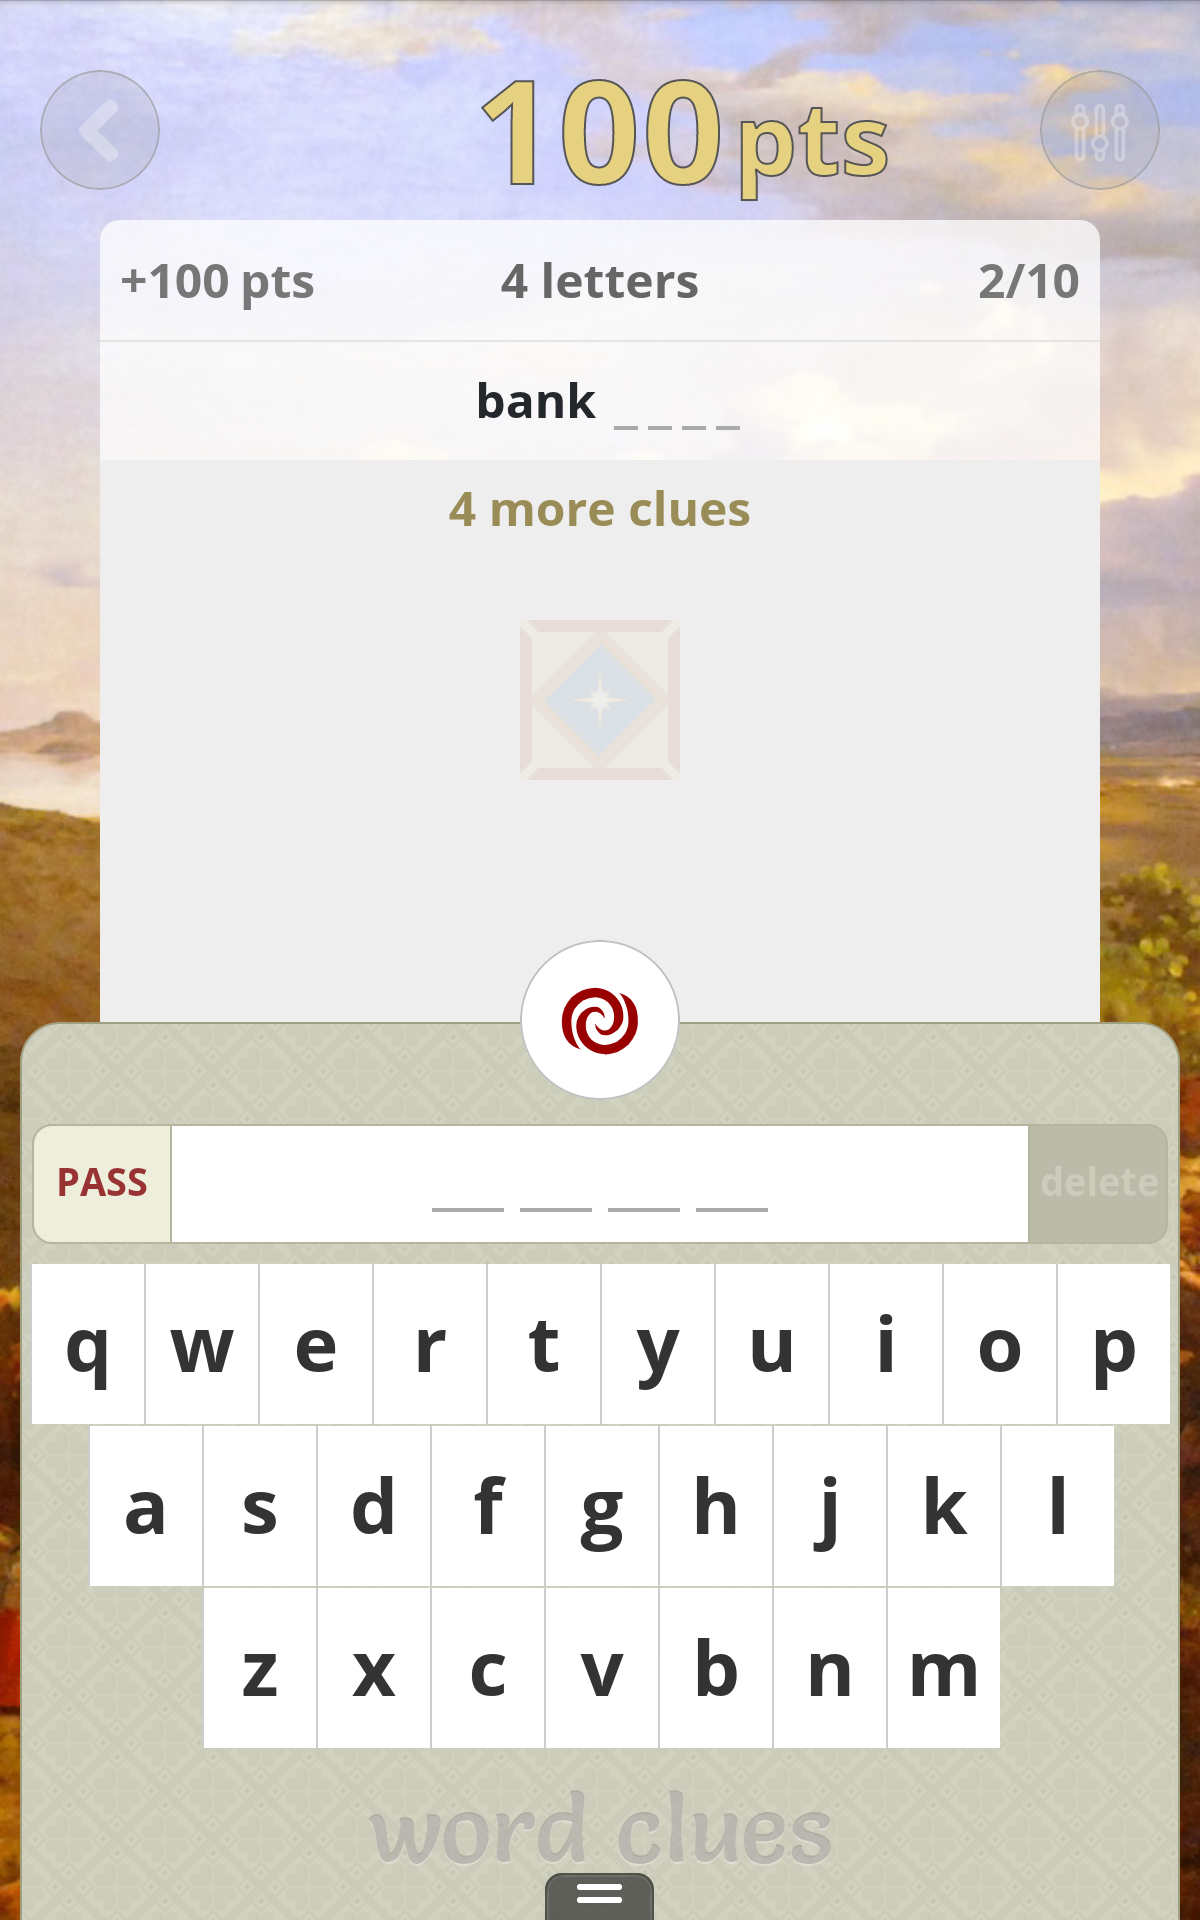 100 pts
+100 pts 4 letters 2/10
bank _ _ _ _
4 more clues
PASS _ _ _ _ delete
q w e r t y u i o p
a s d f g h j k l
z x c v b n m
word clues